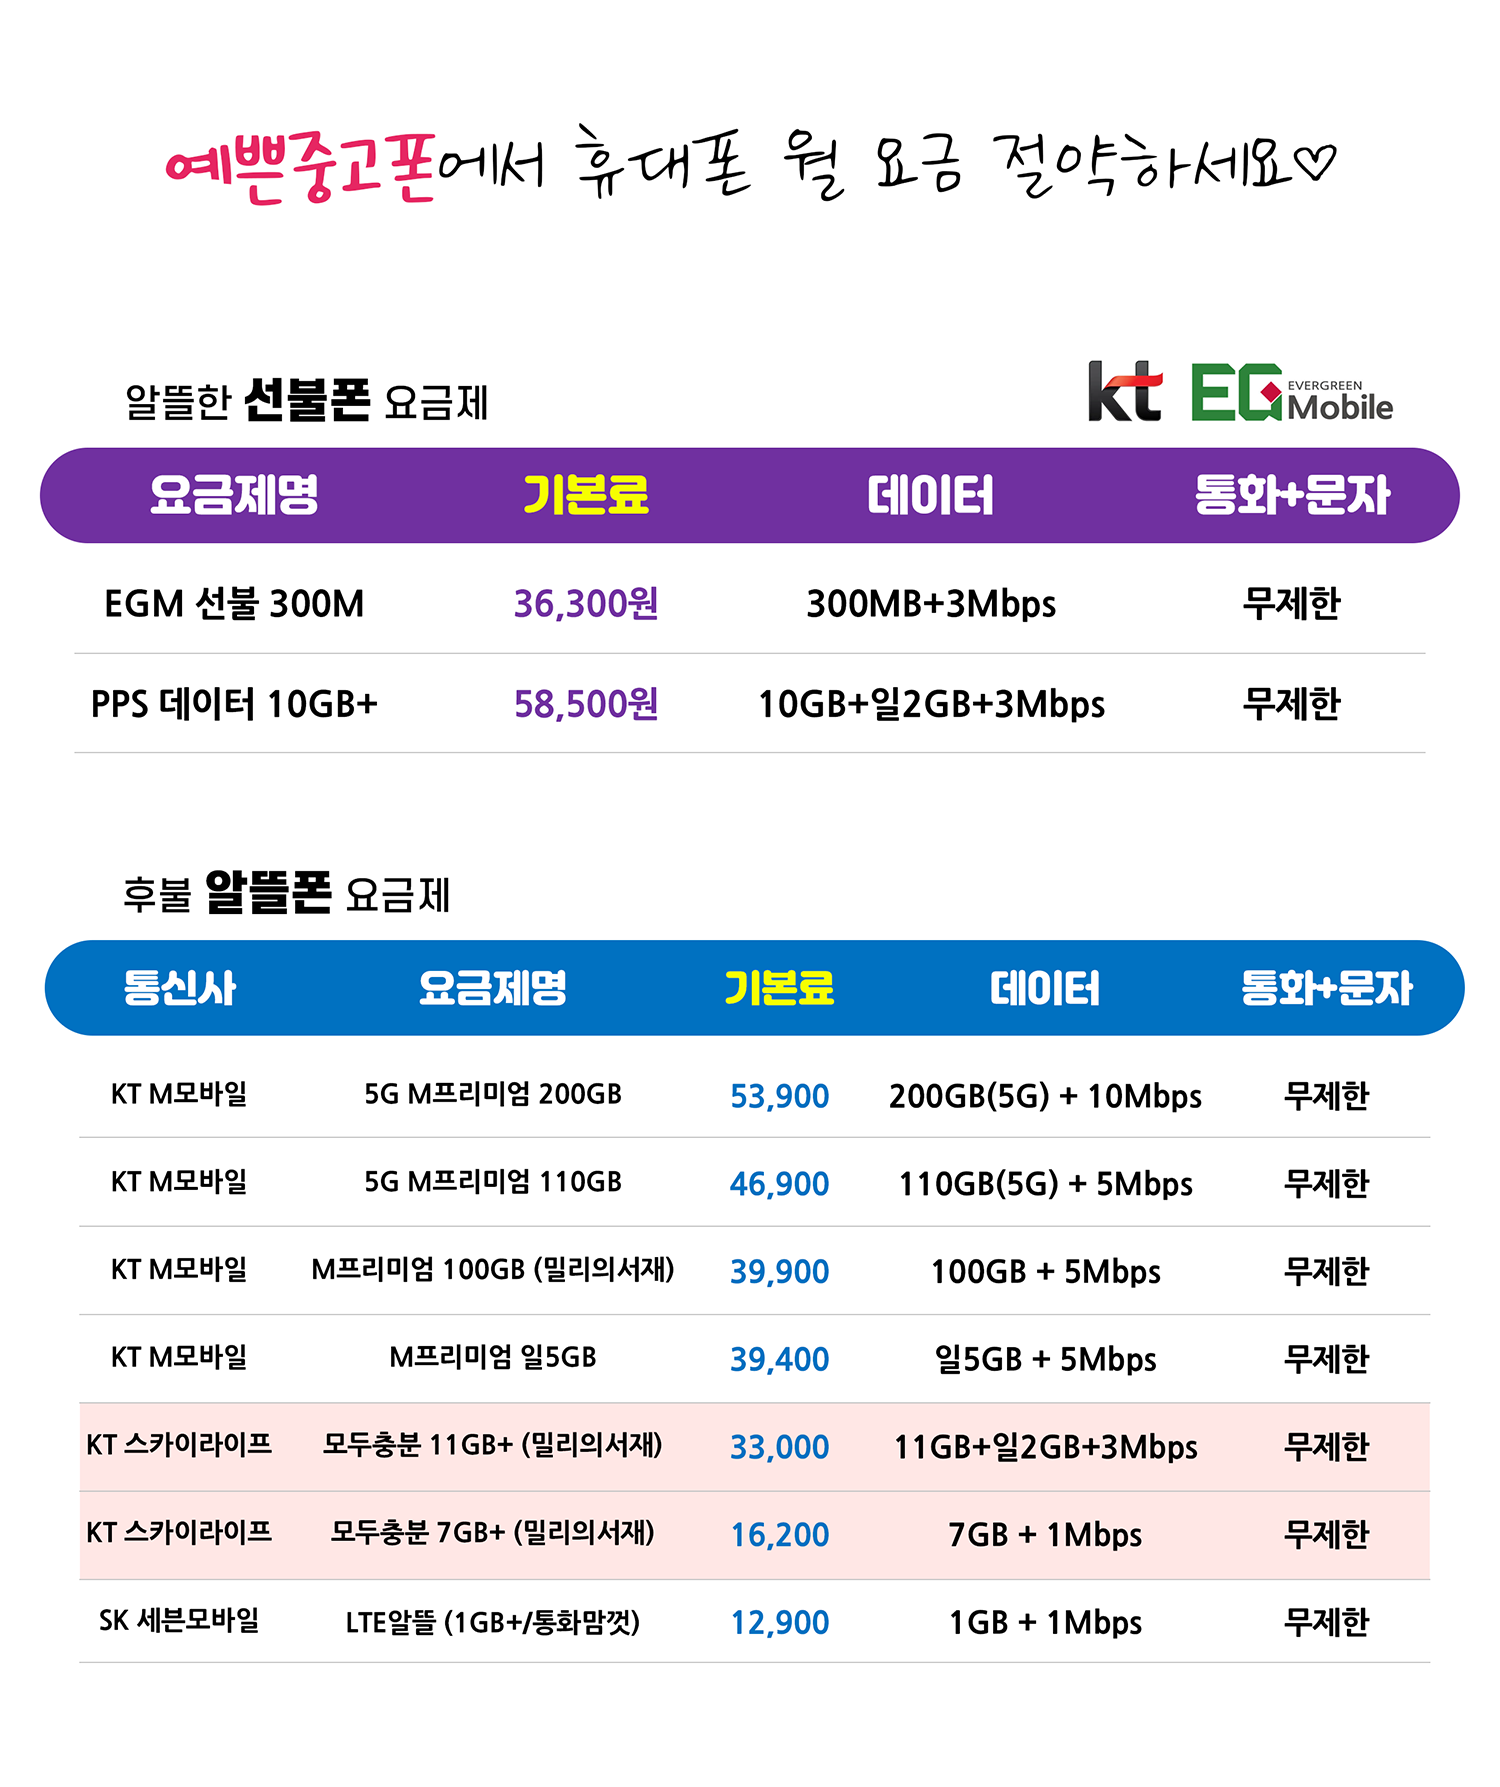 예쁜중고폰에서 휴대폰 월 요금 절약하세요♡
알뜰한 선불폰 요금제
kt EG EVERGREEN Mobile
요금제명 기본료 데이터 통화+문자
EGM 선불 300M 36,300원 300MB+3Mbps 무제한
PPS 데이터 10GB+ 58,500원 10GB+일2GB+3Mbps 무제한
후불 알뜰폰 요금제
통신사 요금제명 기본료 데이터 통화+문자
KT M모바일 5G M프리미엄 200GB 53,900 200GB(5G) + 10Mbps 무제한
KT M모바일 5G M프리미엄 110GB 46,900 110GB(5G) + 5Mbps 무제한
KT M모바일 M프리미엄 100GB (밀리의서재) 39,900 100GB + 5Mbps 무제한
KT M모바일 M프리미엄 일5GB 39,400 일5GB + 5Mbps 무제한
KT 스카이라이프 모두충분 11GB+ (밀리의서재) 33,000 11GB+일2GB+3Mbps 무제한
KT 스카이라이프 모두충분 7GB+ (밀리의서재) 16,200 7GB + 1Mbps 무제한
SK 세븐모바일 LTE알뜰 (1GB+/통화맘껏) 12,900 1GB + 1Mbps 무제한